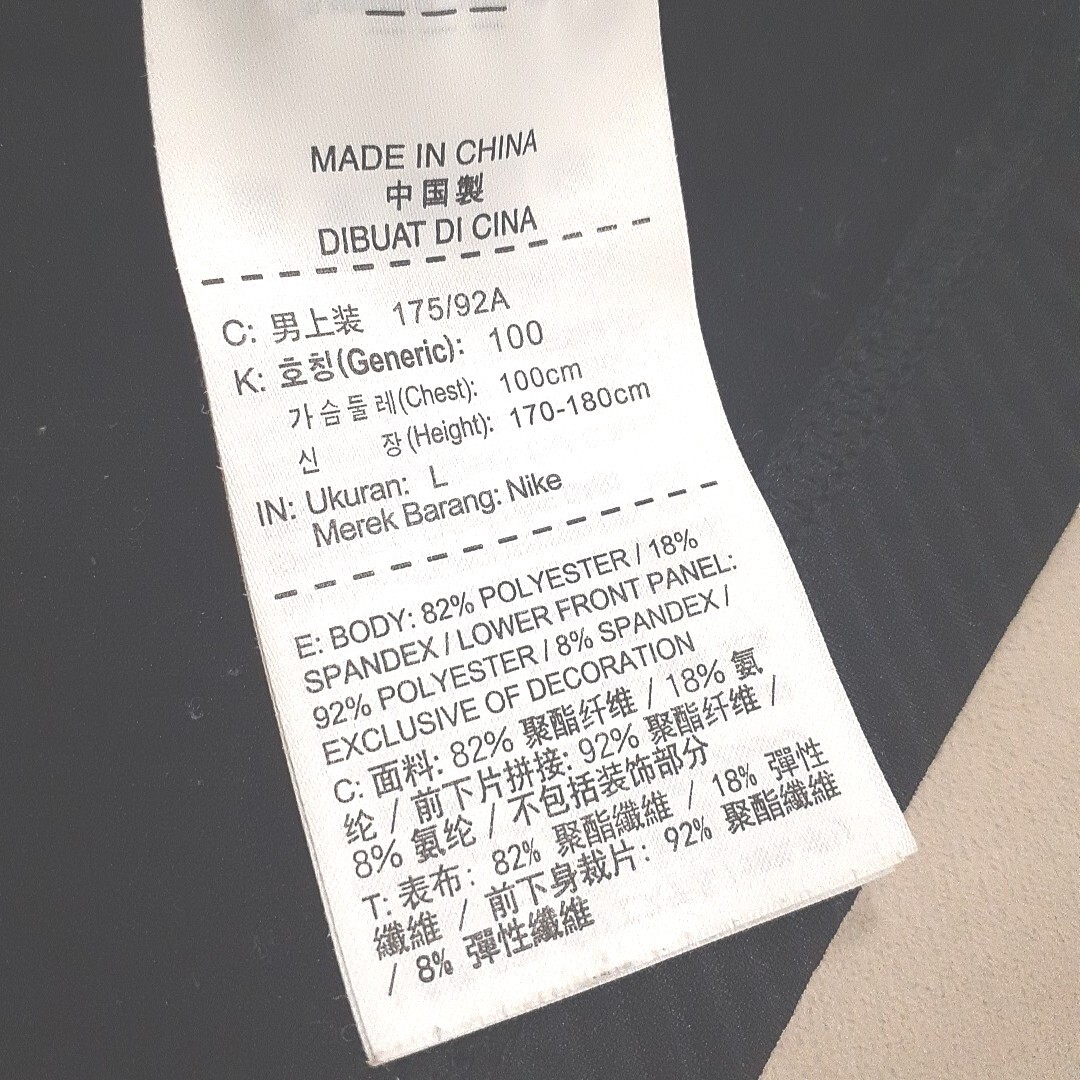 MADE IN CHINA
中国製
DIBUAT DI CINA
C: 男上装 175/92A
K: 호칭(Generic): 100
가슴둘레(Chest): 100cm
신 장(Height): 170-180cm
IN: Ukuran: L
Merek Barang: Nike
E: BODY: 82% POLYESTER / 18%
SPANDEX / LOWER FRONT PANEL:
92% POLYESTER / 8% SPANDEX /
EXCLUSIVE OF DECORATION
C: 面料: 82% 聚酯纤维 / 18% 氨
纶 / 前下片拼接: 92% 聚酯纤维 /
8% 氨纶 / 不包括装饰部分
T: 表布: 82% 聚酯纖維 / 18% 彈性
纖維 / 前下身裁片: 92% 聚酯纖維
/ 8% 彈性纖維